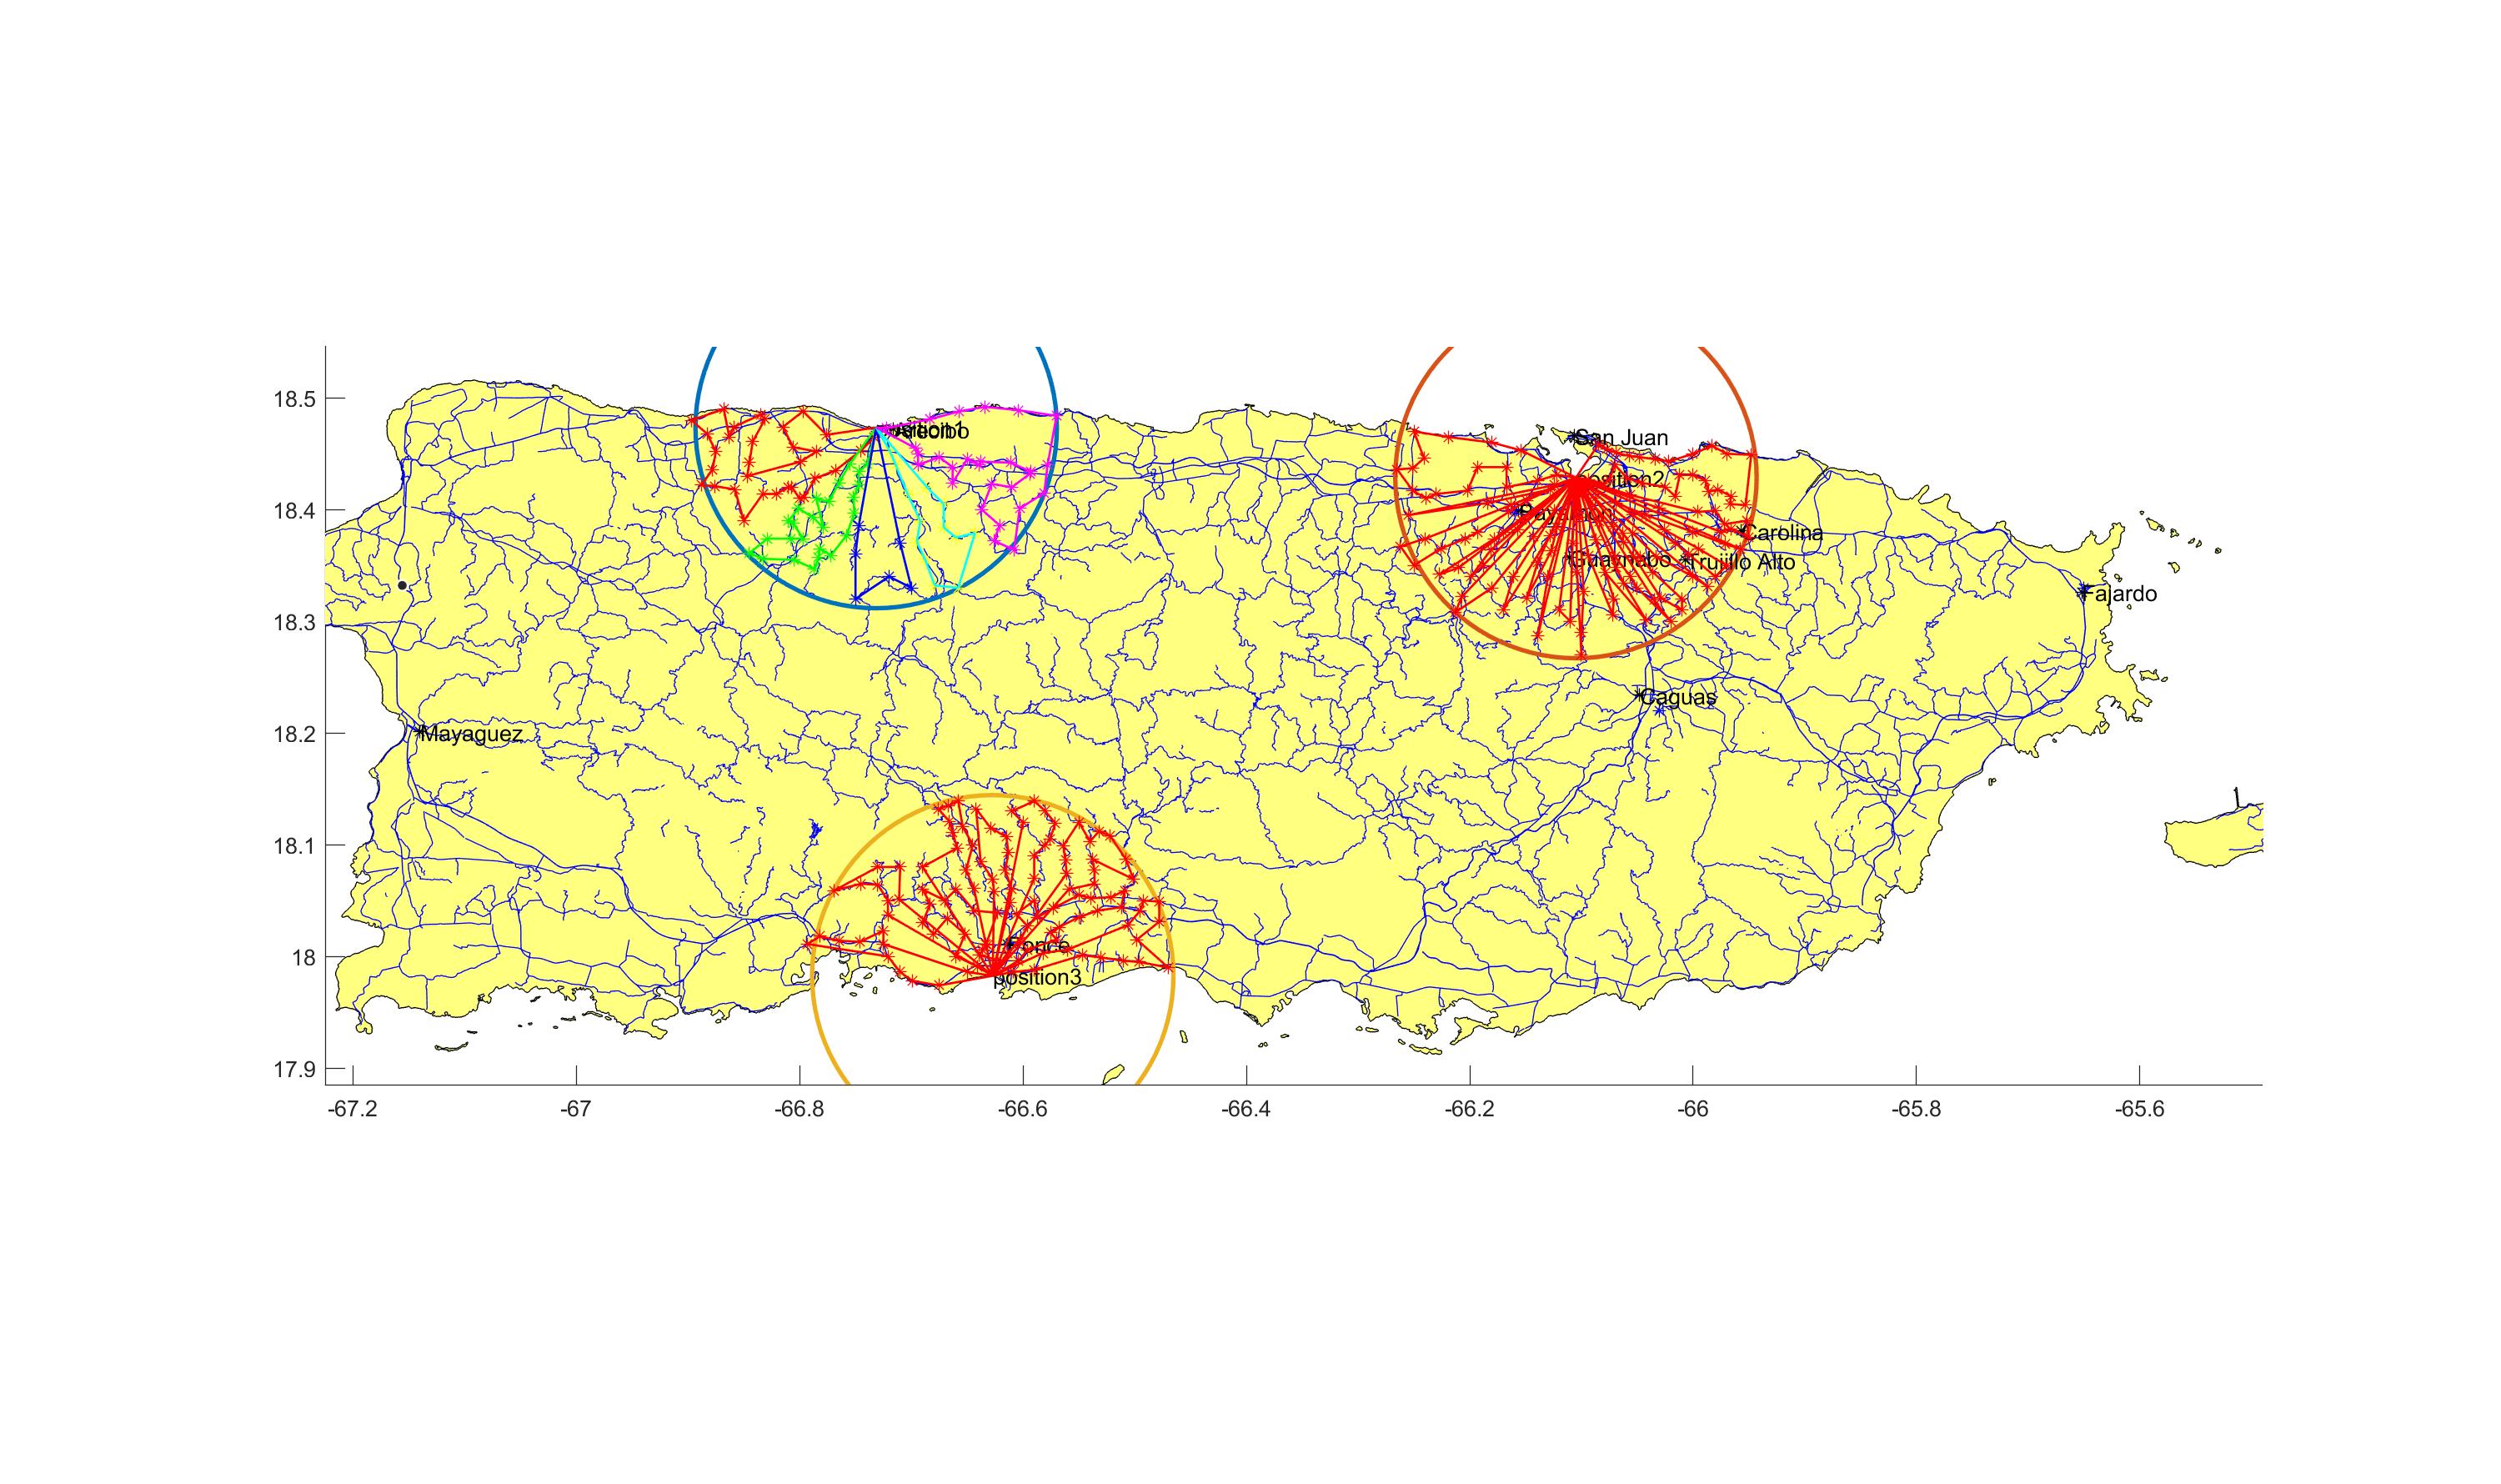 18.5
18.4
18.3
18.2
18.1
18
17.9
San Juan
position2
Bayamon
Carolina
Guaynabo
Trujillo Alto
Fajardo
Caguas
Mayaguez
Ponce
position3
-67.2
-67
-66.8
-66.6
-66.4
-66.2
-66
-65.8
-65.6